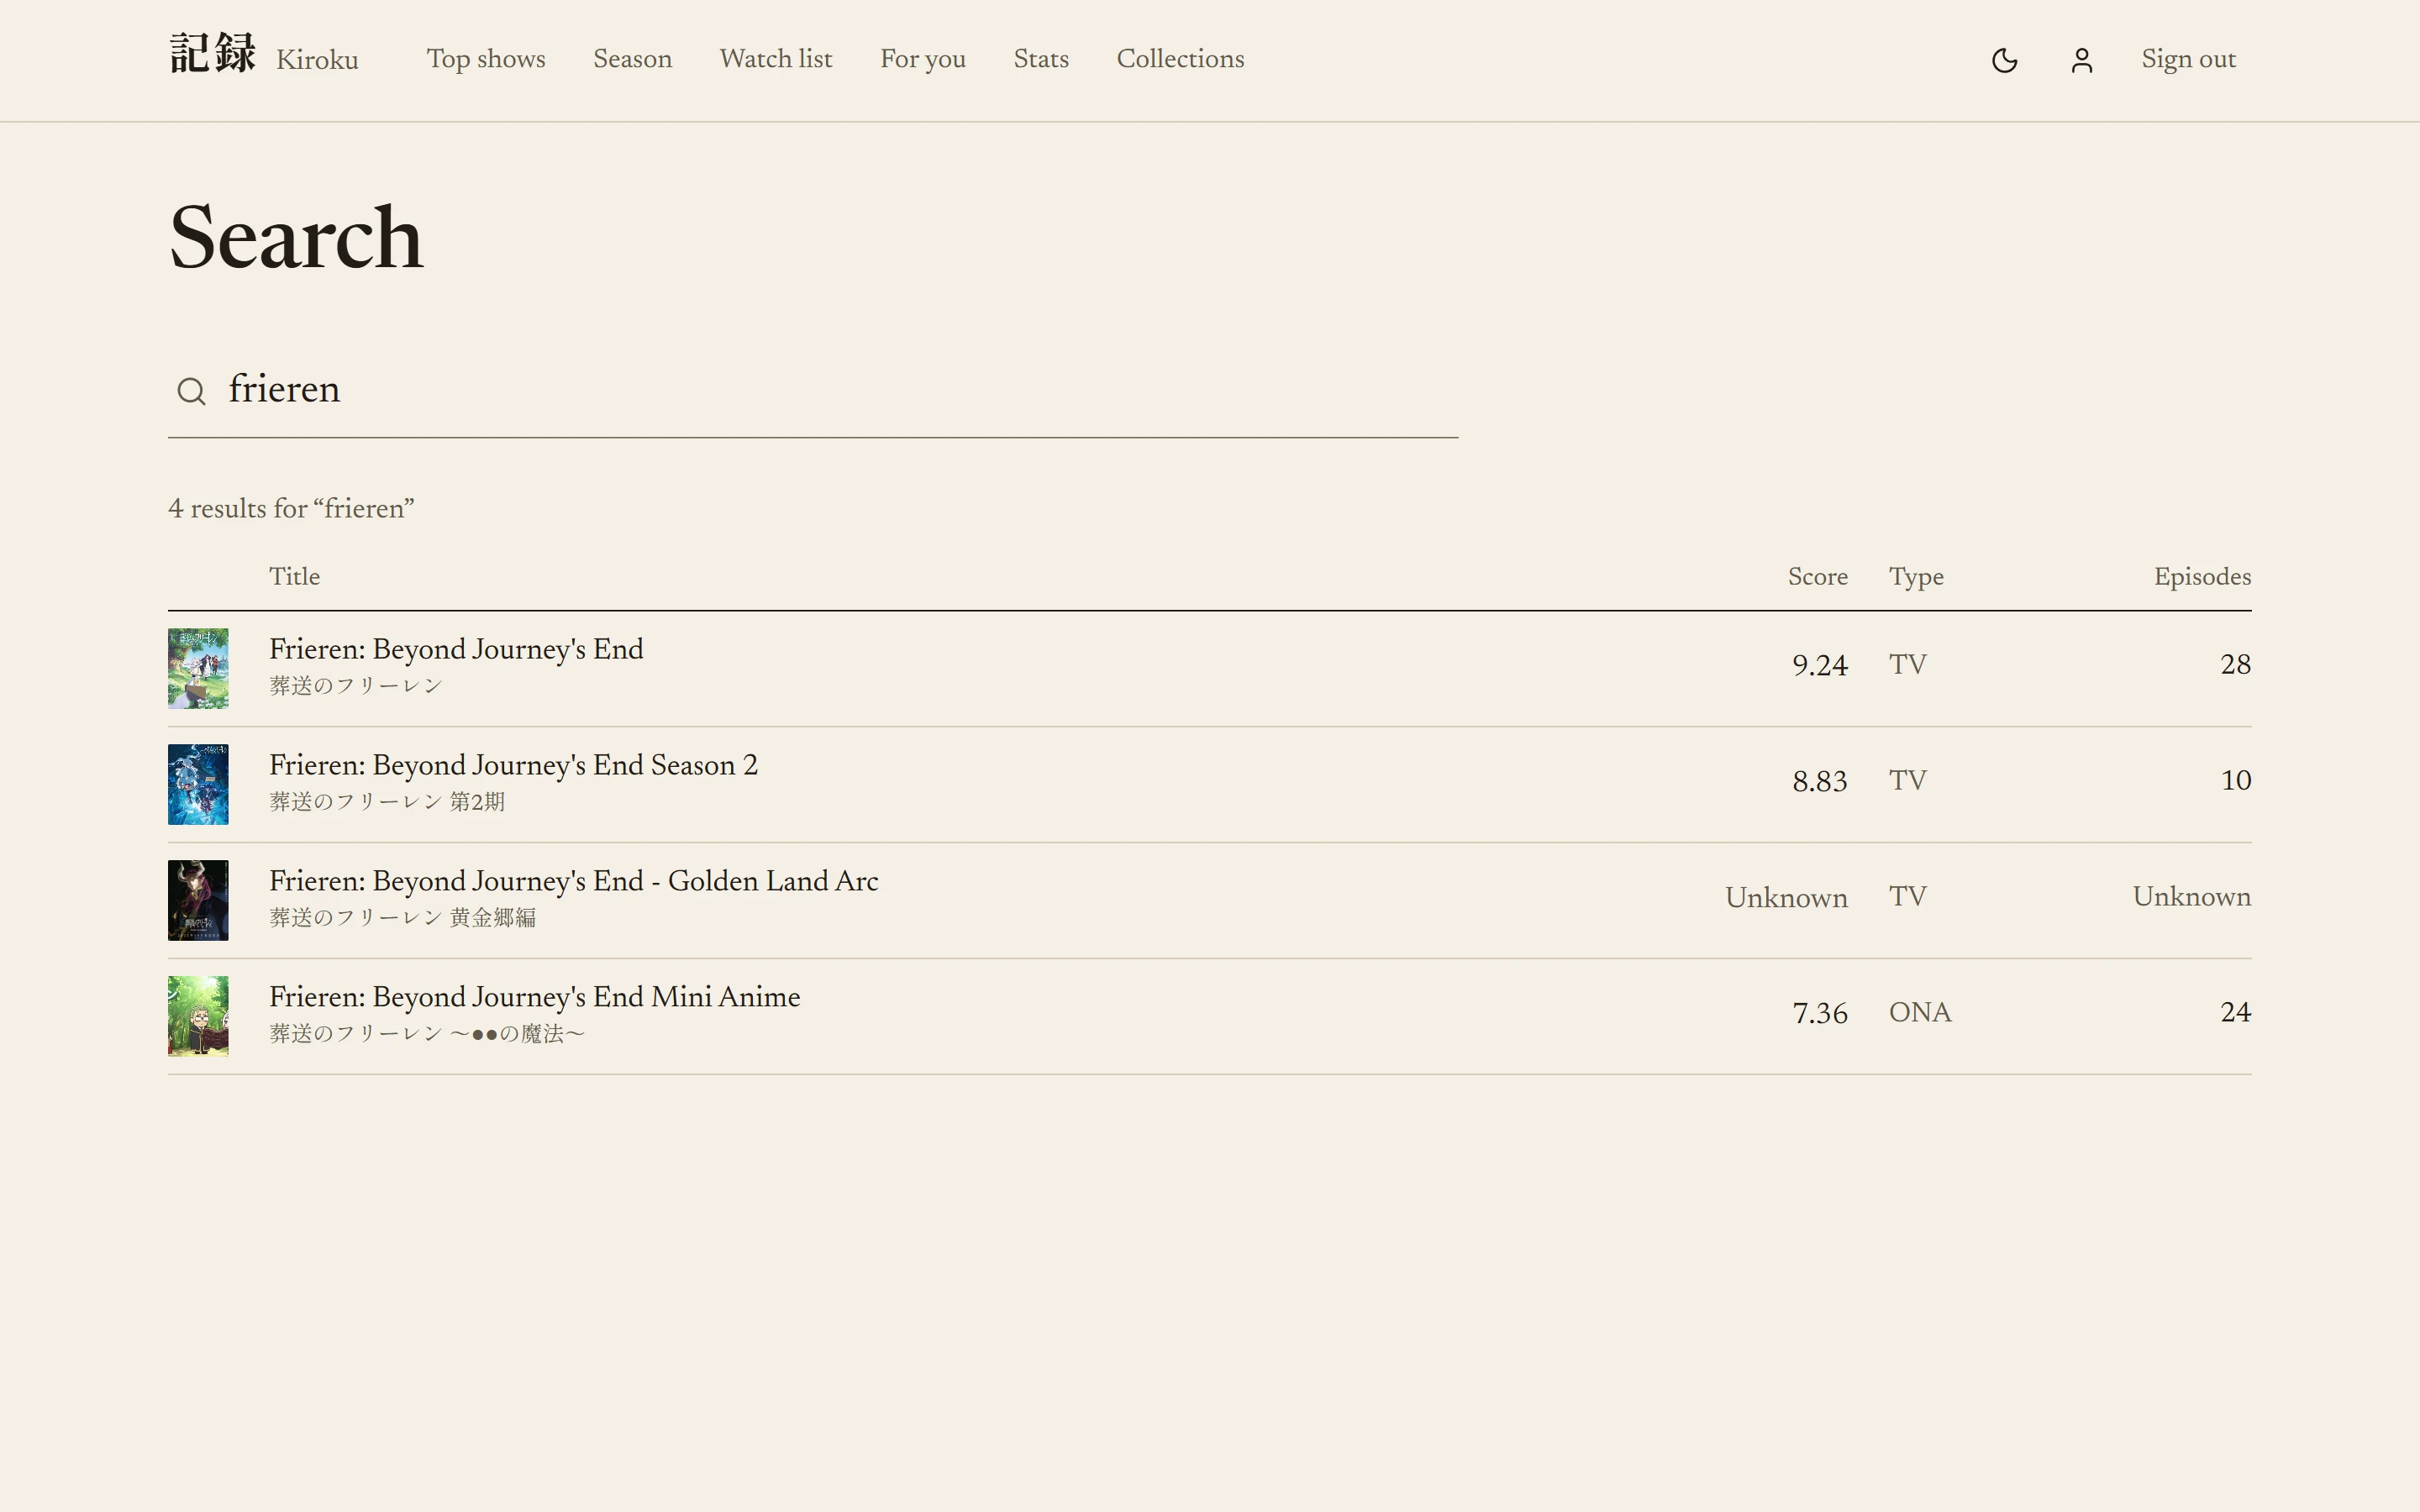 記録 Kiroku Top shows Season Watch list For you Stats Collections Sign out
Search
frieren
4 results for “frieren”
Title Score Type Episodes
Frieren: Beyond Journey's End
葬送のフリーレン
9.24 TV 28
Frieren: Beyond Journey's End Season 2
葬送のフリーレン 第2期
8.83 TV 10
Frieren: Beyond Journey's End - Golden Land Arc
葬送のフリーレン 黄金郷編
Unknown TV Unknown
Frieren: Beyond Journey's End Mini Anime
葬送のフリーレン ～●●の魔法～
7.36 ONA 24